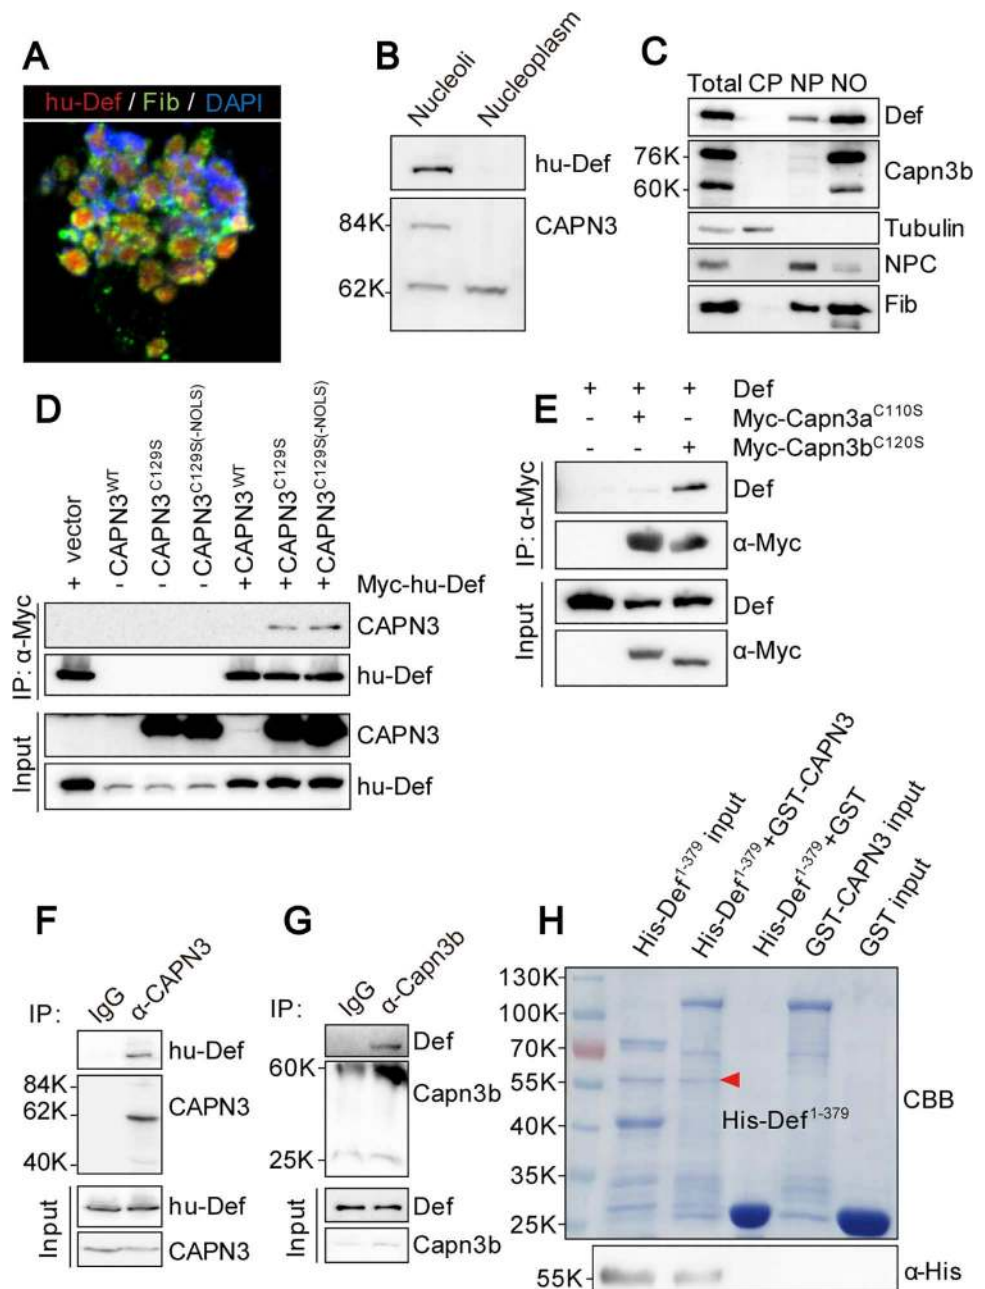 A
hu-Def / Fib / DAPI
B
Nucleoli
Nucleoplasm
hu-Def
84K
CAPN3
62K
C
Total CP NP NO
Def
76K
Capn3b
60K
Tubulin
NPC
Fib
D
vector
CAPN3WT
CAPN3C129S
CAPN3C129S(-NOLS)
CAPN3WT
CAPN3C129S
CAPN3C129S(-NOLS)
+ - - - + + + Myc-hu-Def
IP: α-Myc
CAPN3
hu-Def
Input
CAPN3
hu-Def
E
+ + + Def
- + - Myc-Capn3aC110S
- - + Myc-Capn3bC120S
IP: α-Myc
Def
α-Myc
Input
Def
α-Myc
F
IP: IgG α-CAPN3
hu-Def
84K
CAPN3
62K
40K
Input
hu-Def
CAPN3
G
IP: IgG α-Capn3b
Def
60K
Capn3b
25K
Input
Def
Capn3b
H
His-Def1-379 input
His-Def1-379+GST-CAPN3
His-Def1-379+GST
GST-CAPN3 input
GST input
130K
100K
70K
55K
CBB
His-Def1-379
40K
35K
25K
55K
α-His